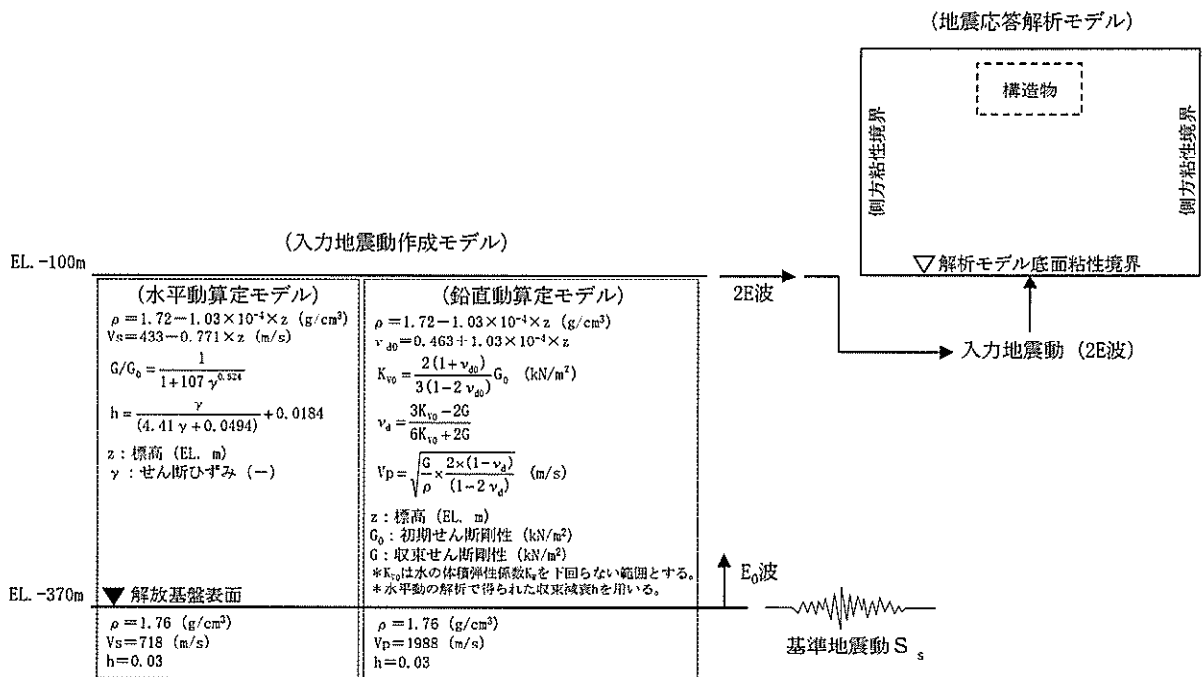 (地震応答解析モデル)
構造物
側方粘性境界
側方粘性境界
▽解析モデル底面粘性境界
入力地震動 (2E波)
2E波
(入力地震動作成モデル)
EL. -100m
(水平動算定モデル)
ρ=1.72-1.03×10⁻⁴×z (g/cm³)
Vs=433-0.771×z (m/s)
G/G₀=1/(1+107γ^0.824)
h=γ/(4.41γ+0.0494)+0.0184
z:標高 (EL. m)
γ:せん断ひずみ (-)
(鉛直動算定モデル)
ρ=1.72-1.03×10⁻⁴×z (g/cm³)
ν_d0=0.463+1.03×10⁻⁴×z
K_V0=2(1+ν_d0)/3(1-2ν_d0) G₀ (kN/m²)
ν_d=(3K_V0-2G)/(6K_V0+2G)
Vp=√(G/ρ×2×(1-ν_d)/(1-2ν_d)) (m/s)
z:標高 (EL. m)
G₀:初期せん断剛性 (kN/m²)
G:収束せん断剛性 (kN/m²)
*K_V0は水の体積弾性係数K_wを下回らない範囲とする。
*水平動の解析で得られた収束減衰hを用いる。
EL. -370m
▼ 解放基盤表面
E₀波
ρ=1.76 (g/cm³)
Vs=718 (m/s)
h=0.03
ρ=1.76 (g/cm³)
Vp=1988 (m/s)
h=0.03
基準地震動Ss